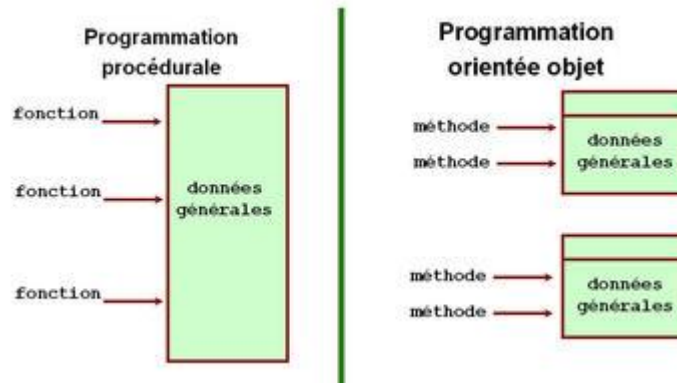 Programmation
procédurale
fonction
fonction
données
générales
fonction
Programmation
orientée objet
méthode
données
méthode
générales
méthode
données
générales
méthode